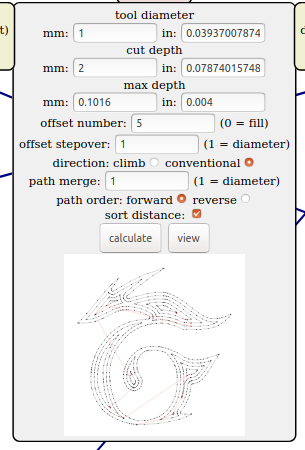 t)
tool diameter
mm: 1 in: 0.03937007874
cut depth
mm: 2 in: 0.07874015748
max depth
mm: 0.1016 in: 0.004
offset number: 5 (0 = fill)
offset stepover: 1 (1 = diameter)
direction: climb conventional
path merge: 1 (1 = diameter)
path order: forward reverse
sort distance:
calculate view